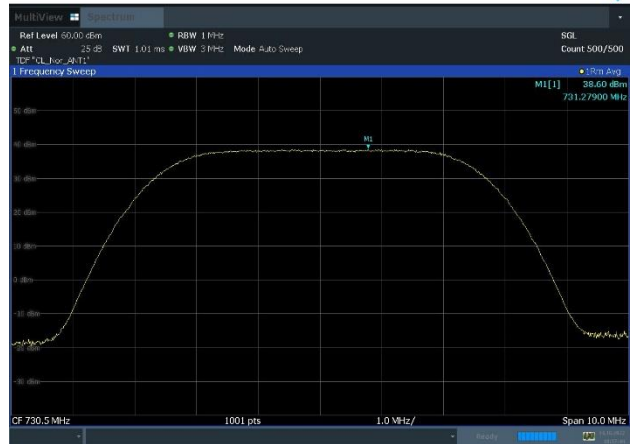 MultiView Spectrum
Ref Level 60.00 dBm RBW 1 MHz SGL
Att 25 dB SWT 1.01 ms VBW 3 MHz Mode Auto Sweep Count 500/500
TDF "CL_Nor_ANT1"
1 Frequency Sweep 1Rm Avg
M1[1] 38.60 dBm
731.27900 MHz
50 dBm
M1
40 dBm
30 dBm
20 dBm
10 dBm
0 dBm
-10 dBm
-20 dBm
-30 dBm
CF 730.5 MHz 1001 pts 1.0 MHz/ Span 10.0 MHz
Ready